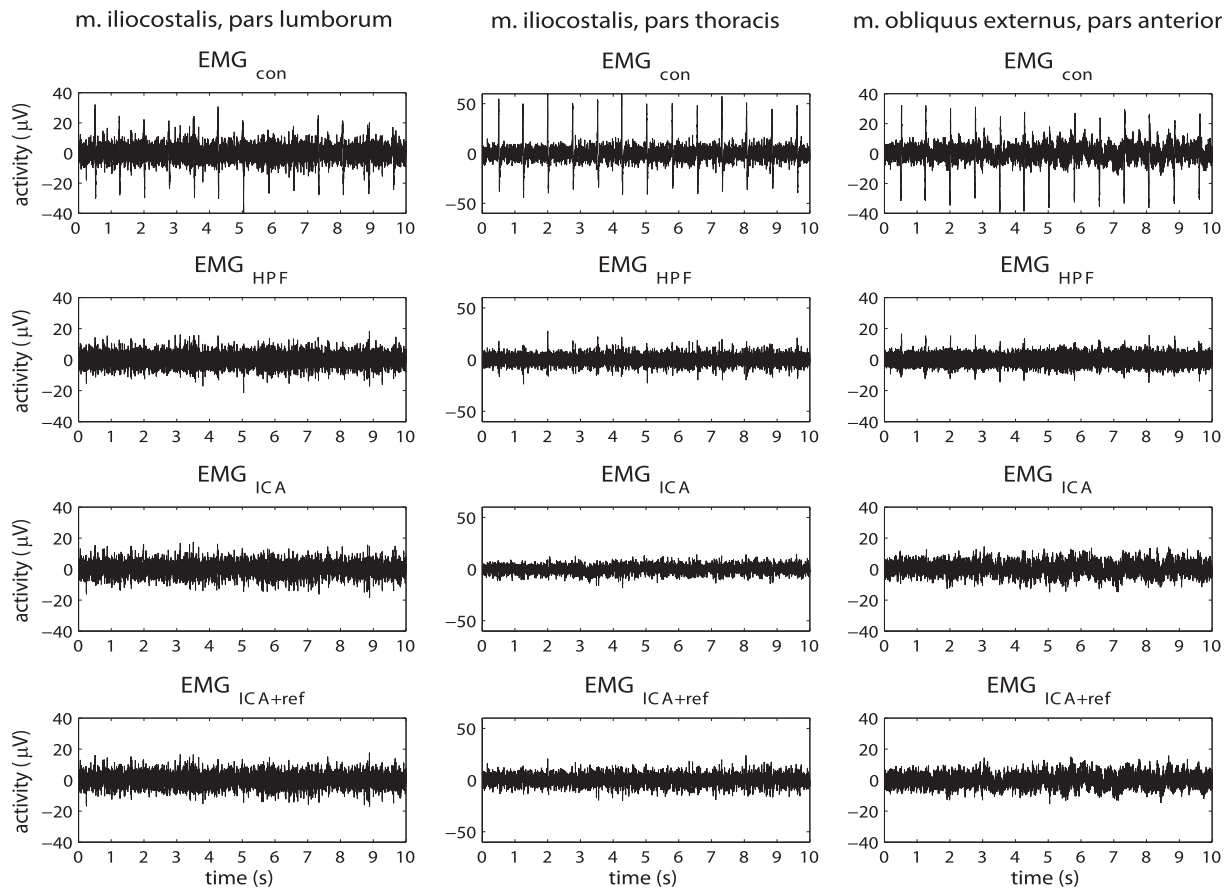 m. iliocostalis, pars lumborum
m. iliocostalis, pars thoracis
m. obliquus externus, pars anterior
EMG con
EMG con
EMG con
activity (μV)
40
20
0
−20
−40
0 1 2 3 4 5 6 7 8 9 10
50
0
−50
0 1 2 3 4 5 6 7 8 9 10
40
20
0
−20
−40
0 1 2 3 4 5 6 7 8 9 10
EMG HPF
EMG HPF
EMG HPF
activity (μV)
40
20
0
−20
−40
0 1 2 3 4 5 6 7 8 9 10
50
0
−50
0 1 2 3 4 5 6 7 8 9 10
40
20
0
−20
−40
0 1 2 3 4 5 6 7 8 9 10
EMG ICA
EMG ICA
EMG ICA
activity (μV)
40
20
0
−20
−40
0 1 2 3 4 5 6 7 8 9 10
50
0
−50
0 1 2 3 4 5 6 7 8 9 10
40
20
0
−20
−40
0 1 2 3 4 5 6 7 8 9 10
EMG ICA+ref
EMG ICA+ref
EMG ICA+ref
activity (μV)
40
20
0
−20
−40
0 1 2 3 4 5 6 7 8 9 10
time (s)
50
0
−50
0 1 2 3 4 5 6 7 8 9 10
time (s)
40
20
0
−20
−40
0 1 2 3 4 5 6 7 8 9 10
time (s)